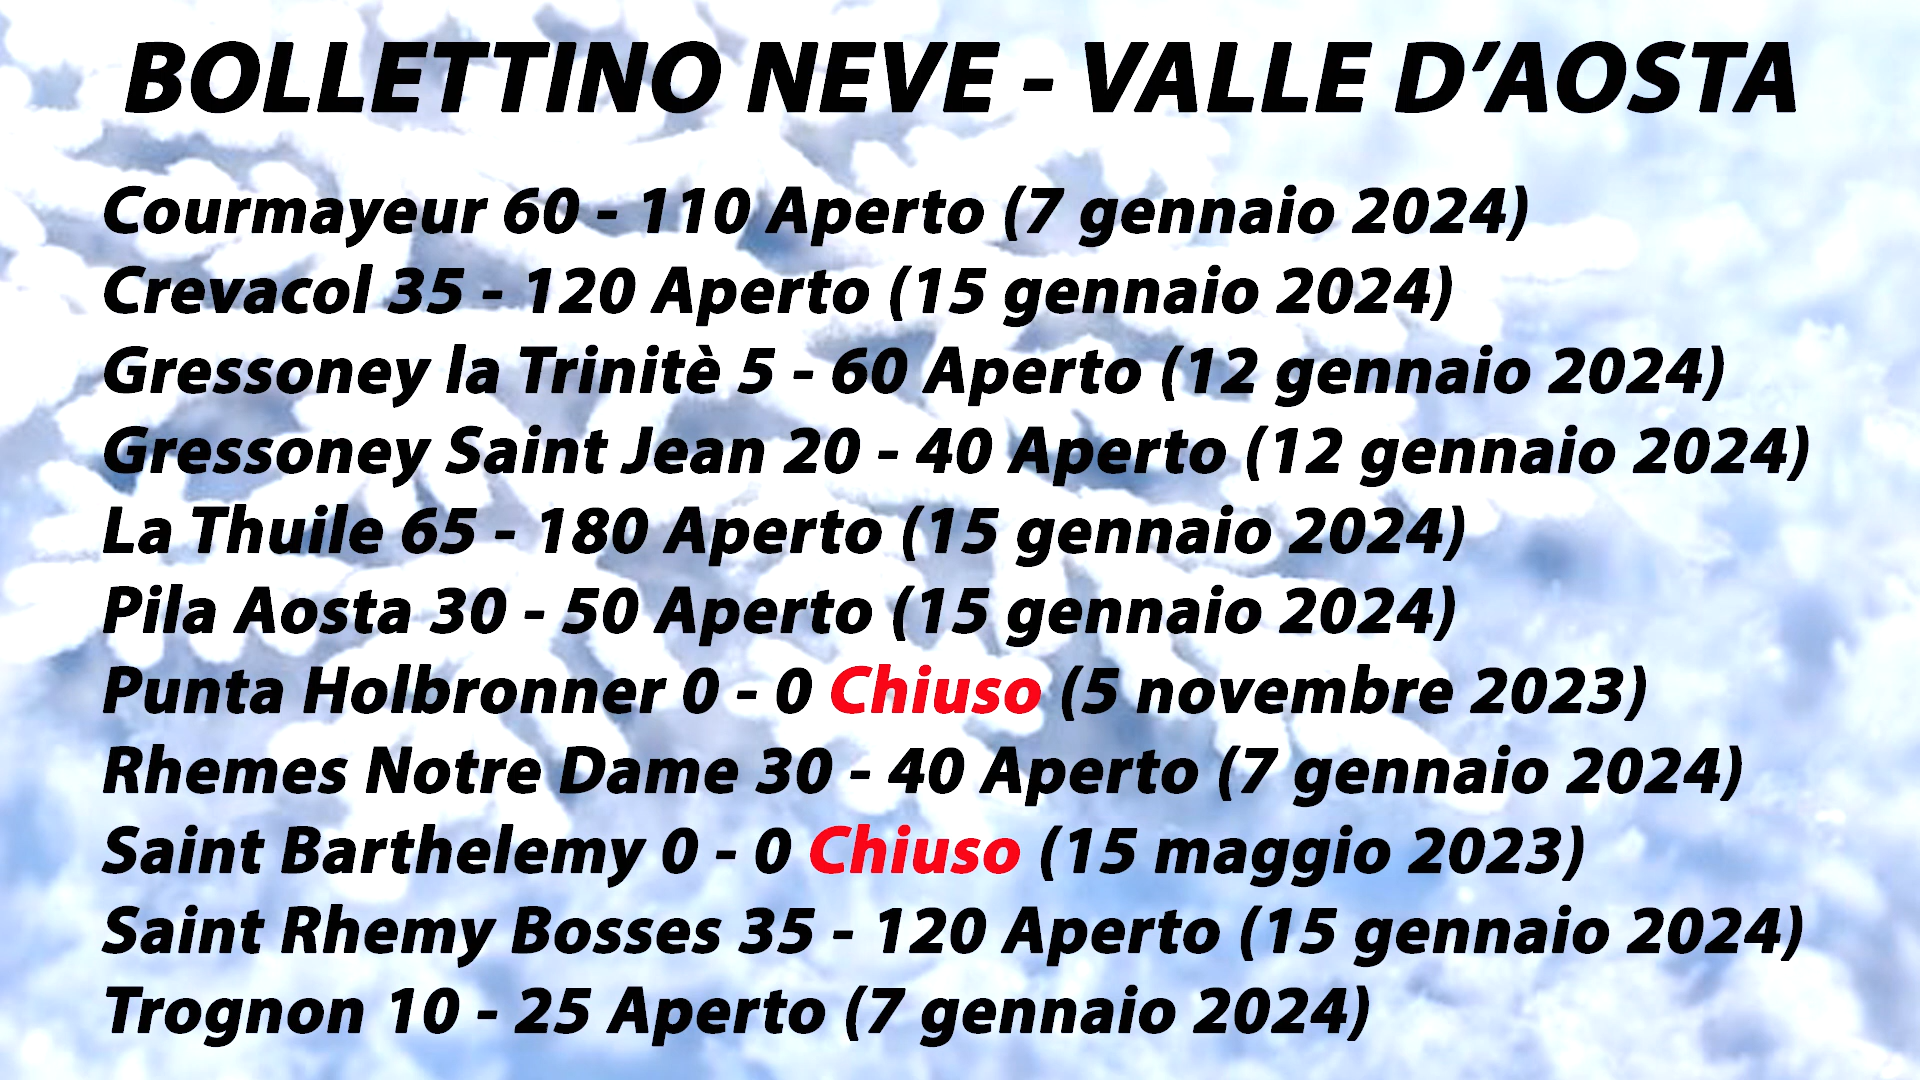 BOLLETTINO NEVE - VALLE D’AOSTA
Courmayeur 60 - 110 Aperto (7 gennaio 2024)
Crevacol 35 - 120 Aperto (15 gennaio 2024)
Gressoney la Trinitè 5 - 60 Aperto (12 gennaio 2024)
Gressoney Saint Jean 20 - 40 Aperto (12 gennaio 2024)
La Thuile 65 - 180 Aperto (15 gennaio 2024)
Pila Aosta 30 - 50 Aperto (15 gennaio 2024)
Punta Holbronner 0 - 0 Chiuso (5 novembre 2023)
Rhemes Notre Dame 30 - 40 Aperto (7 gennaio 2024)
Saint Barthelemy 0 - 0 Chiuso (15 maggio 2023)
Saint Rhemy Bosses 35 - 120 Aperto (15 gennaio 2024)
Trognon 10 - 25 Aperto (7 gennaio 2024)